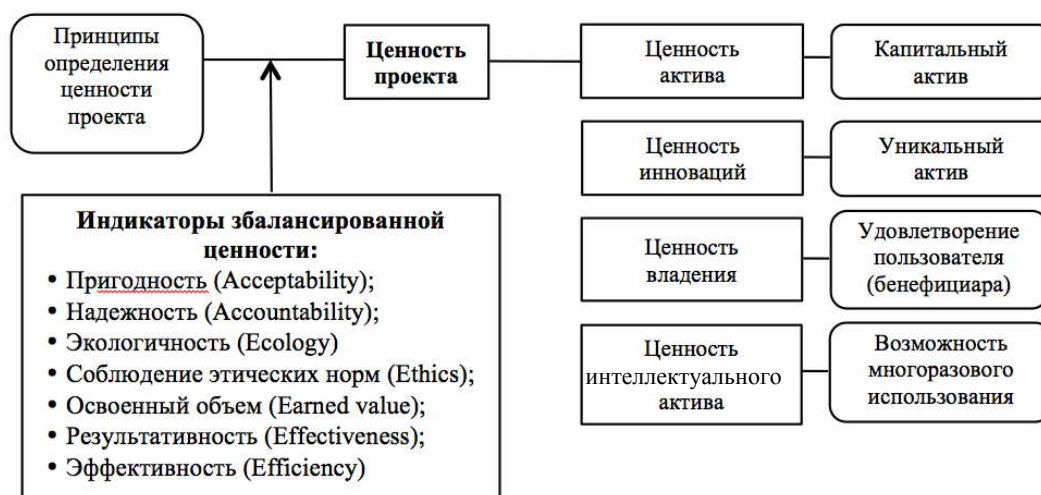 Принципы
определения
ценности
проекта
Ценность
проекта
Ценность
актива
Капитальный
актив
Ценность
инноваций
Уникальный
актив
Ценность
владения
Удовлетворение
пользователя
(бенефициара)
Ценность
интеллектуального
актива
Возможность
многоразового
использования
Индикаторы збалансированной
ценности:
• Пригодность (Acceptability);
• Надежность (Accountability);
• Экологичность (Ecology)
• Соблюдение этических норм (Ethics);
• Освоенный объем (Earned value);
• Результативность (Effectiveness);
• Эффективность (Efficiency)